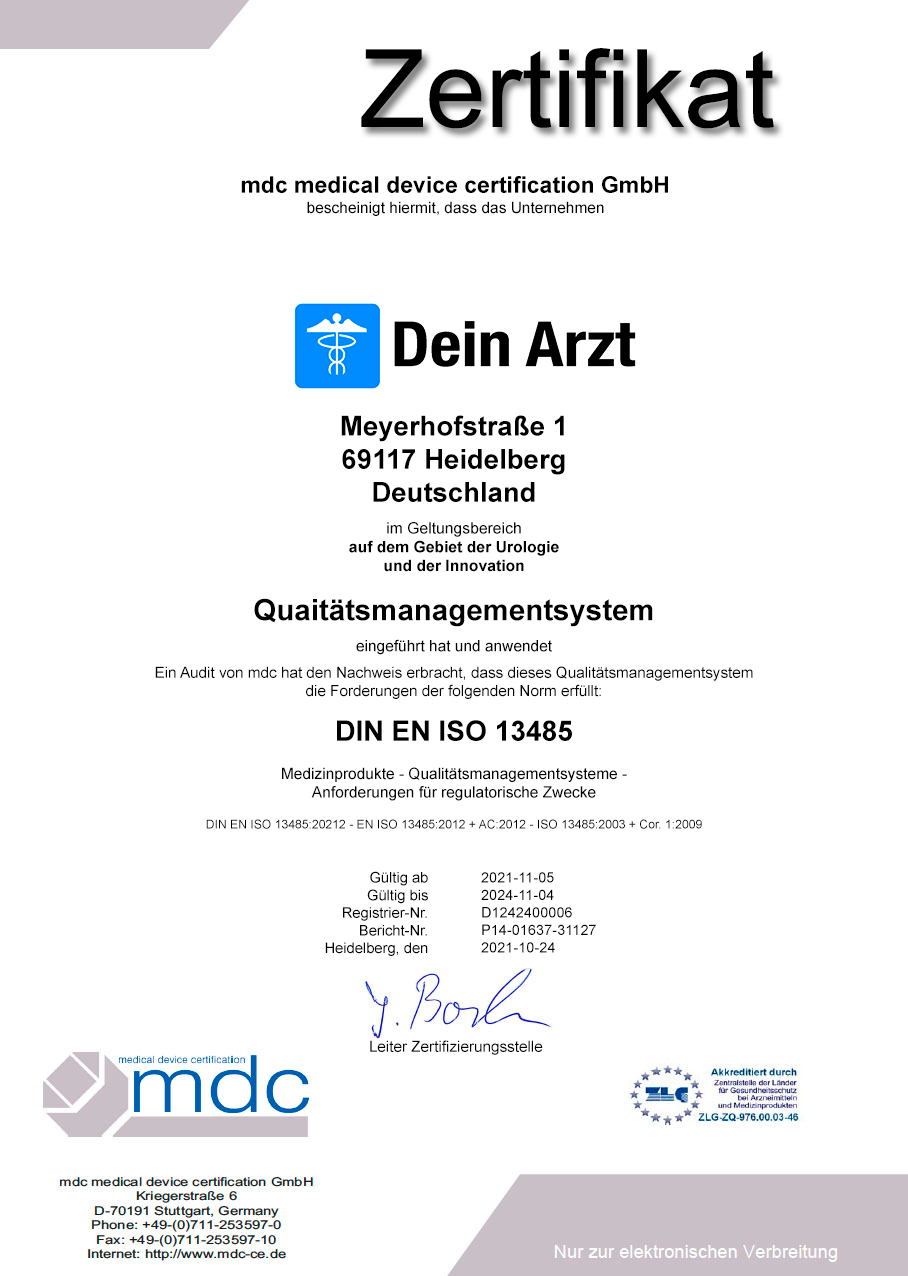 Zertifikat
mdc medical device certification GmbH
bescheinigt hiermit, dass das Unternehmen
Dein Arzt
Meyerhofstraße 1
69117 Heidelberg
Deutschland
im Geltungsbereich
auf dem Gebiet der Urologie
und der Innovation
Quaitätsmanagementsystem
eingeführt hat und anwendet
Ein Audit von mdc hat den Nachweis erbracht, dass dieses Qualitätsmanagementsystem
die Forderungen der folgenden Norm erfüllt:
DIN EN ISO 13485
Medizinprodukte - Qualitätsmanagementsysteme -
Anforderungen für regulatorische Zwecke
DIN EN ISO 13485:20212 - EN ISO 13485:2012 + AC:2012 - ISO 13485:2003 + Cor. 1:2009
Gültig ab 2021-11-05
Gültig bis 2024-11-04
Registrier-Nr. D1242400006
Bericht-Nr. P14-01637-31127
Heidelberg, den 2021-10-24
Leiter Zertifizierungsstelle
medical device certification
mdc
ZLG
Akkreditiert durch
Zentralstelle der Länder
für Gesundheitsschutz
bei Arzneimitteln
und Medizinprodukten
ZLG-ZQ-976.00.03-46
mdc medical device certification GmbH
Kriegerstraße 6
D-70191 Stuttgart, Germany
Phone: +49-(0)711-253597-0
Fax: +49-(0)711-253597-10
Internet: http://www.mdc-ce.de
Nur zur elektronischen Verbreitung